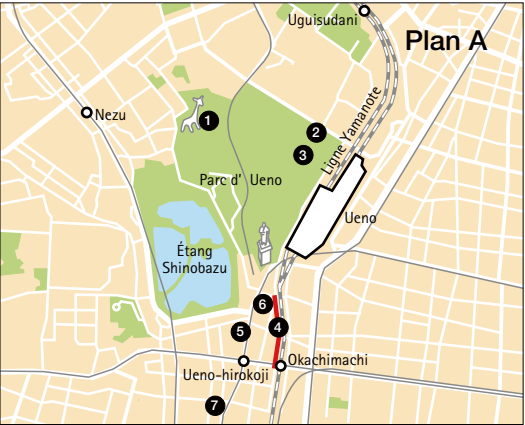 Uguisudani
Plan A
Nezu
1
2
Ligne Yamanote
3
Parc d' Ueno
Ueno
Étang
Shinobazu
6
4
5
Okachimachi
Ueno-hirokoji
7